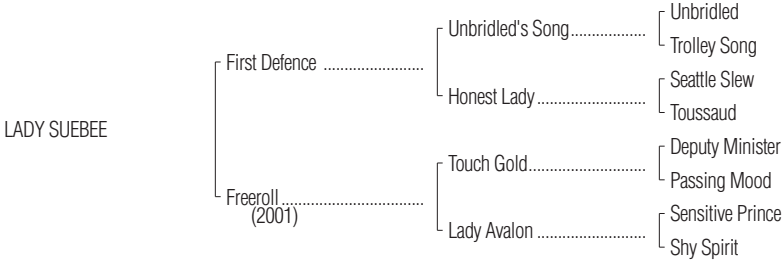 Unbridled
Unbridled's Song..................
Trolley Song
First Defence ........................
Seattle Slew
Honest Lady..........................
Toussaud
LADY SUEBEE
Deputy Minister
Touch Gold............................
Passing Mood
Freeroll..................................
(2001)
Sensitive Prince
Lady Avalon ..........................
Shy Spirit